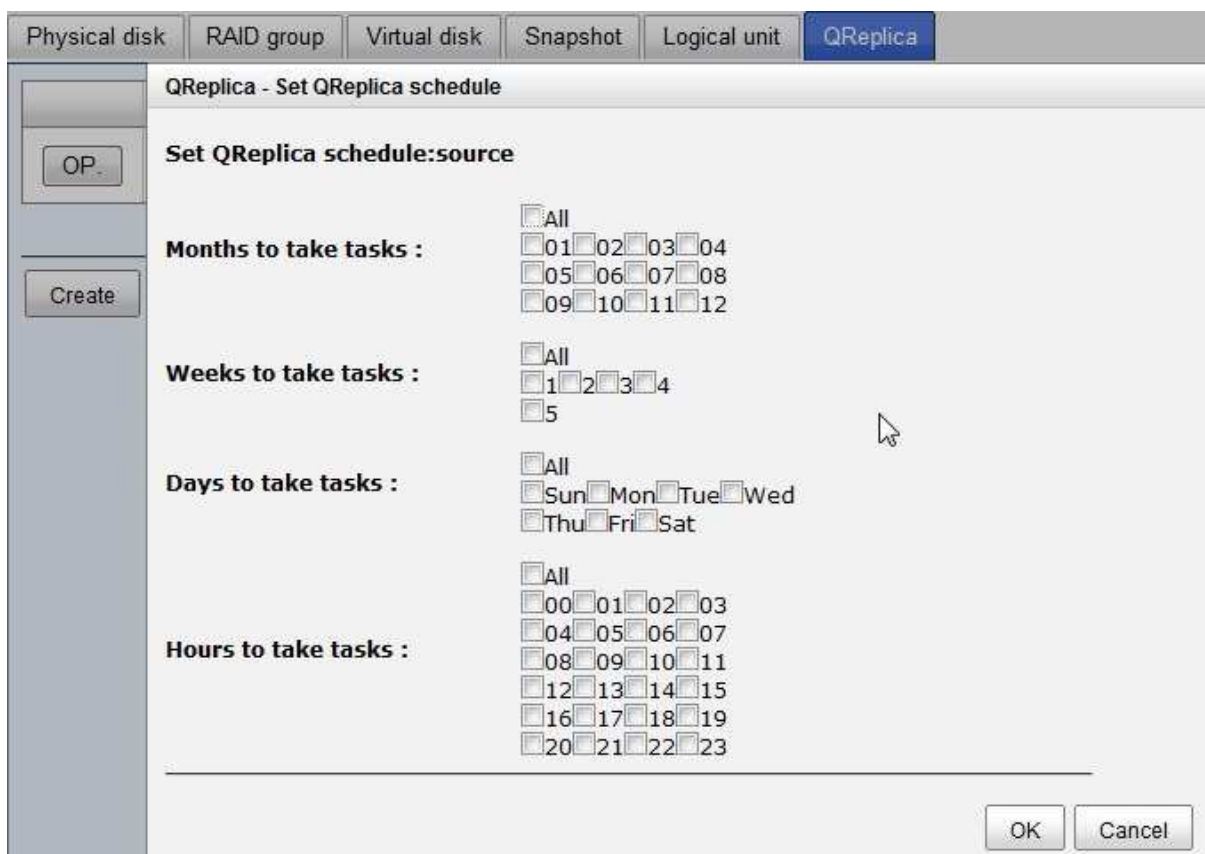 Physical disk RAID group Virtual disk Snapshot Logical unit QReplica
QReplica - Set QReplica schedule
OP.
Set QReplica schedule:source
Create
Months to take tasks :
All
01 02 03 04
05 06 07 08
09 10 11 12
Weeks to take tasks :
All
1 2 3 4
5
Days to take tasks :
All
Sun Mon Tue Wed
Thu Fri Sat
Hours to take tasks :
All
00 01 02 03
04 05 06 07
08 09 10 11
12 13 14 15
16 17 18 19
20 21 22 23
OK Cancel